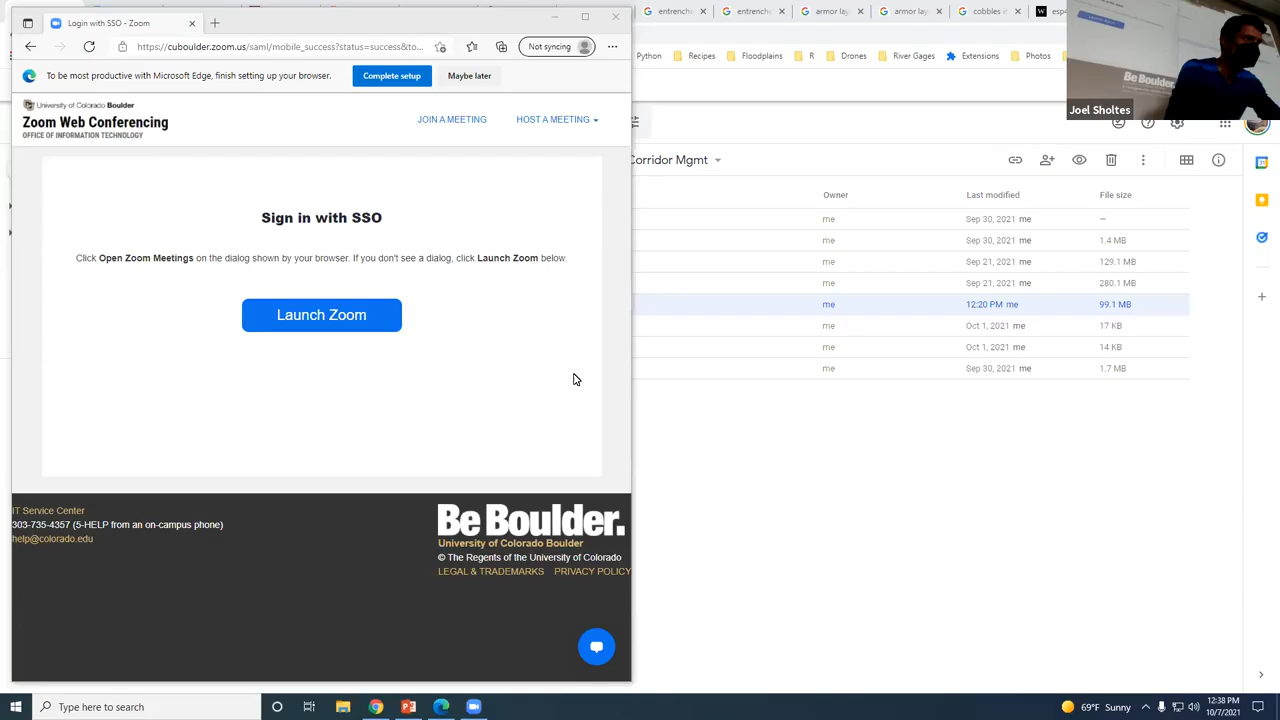 Login with SSO - Zoom
entrenche
entrenche
armor lay
armor lay
cobbles i
https://cuboulder.zoom.us/saml/mobile_success?status=success&to...
Not syncing
Python
Recipes
Floodplains
R
Drones
River Gages
Extensions
Photos
To be most productive with Microsoft Edge, finish setting up your browser.
Complete setup
Maybe later
Be Boulder.
Joel Sholtes
University of Colorado Boulder
Zoom Web Conferencing
OFFICE OF INFORMATION TECHNOLOGY
JOIN A MEETING
HOST A MEETING
Corridor Mgmt
Owner
Last modified
File size
me
Sep 30, 2021 me
–
me
Sep 30, 2021 me
1.4 MB
me
Sep 21, 2021 me
129.1 MB
me
Sep 21, 2021 me
280.1 MB
me
12:20 PM me
99.1 MB
me
Oct 1, 2021 me
17 KB
me
Oct 1, 2021 me
14 KB
me
Sep 30, 2021 me
1.7 MB
Sign in with SSO
Click Open Zoom Meetings on the dialog shown by your browser. If you don't see a dialog, click Launch Zoom below.
Launch Zoom
IT Service Center
303-735-4357 (5-HELP from an on-campus phone)
help@colorado.edu
Be Boulder.
University of Colorado Boulder
© The Regents of the University of Colorado
LEGAL & TRADEMARKS
PRIVACY POLICY
Type here to search
69°F Sunny
12:38 PM
10/7/2021